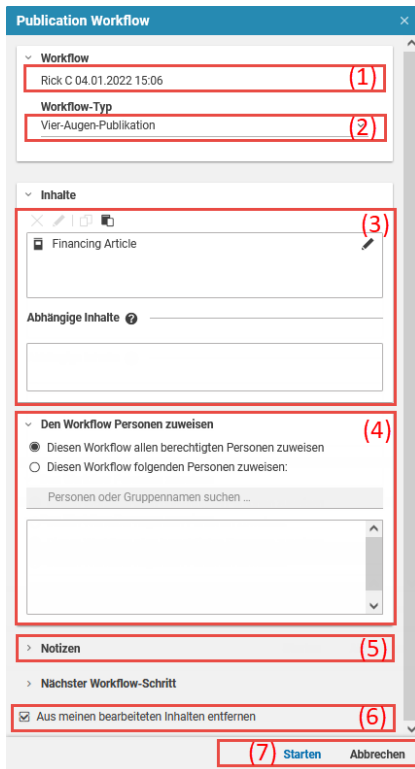 Publication Workflow
Workflow
Rick C 04.01.2022 15:06 (1)
Workflow-Typ
Vier-Augen-Publikation (2)
Inhalte
(3)
Financing Article
Abhängige Inhalte ?
Den Workflow Personen zuweisen (4)
Diesen Workflow allen berechtigten Personen zuweisen
Diesen Workflow folgenden Personen zuweisen:
Personen oder Gruppennamen suchen ...
Notizen (5)
Nächster Workflow-Schritt
Aus meinen bearbeiteten Inhalten entfernen (6)
(7) Starten Abbrechen